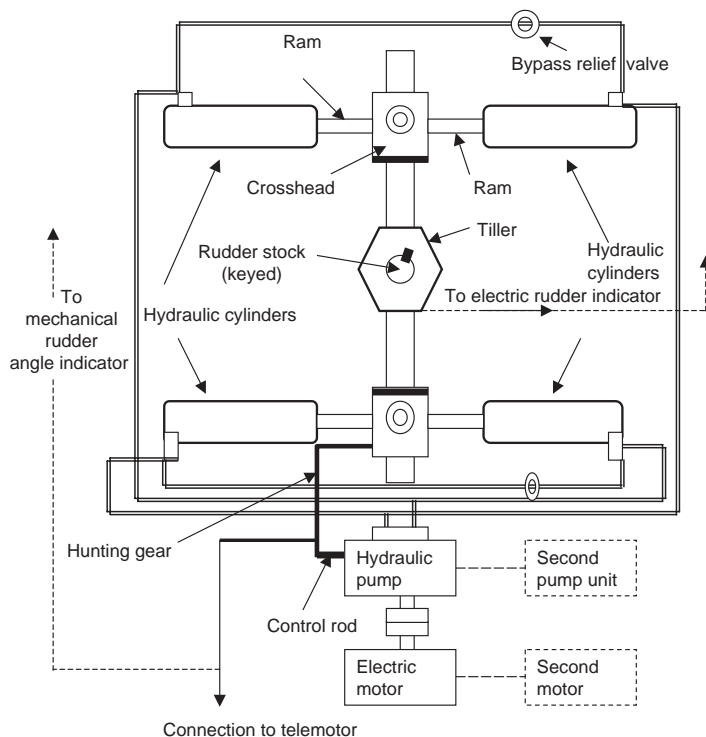 Ram
Bypass relief valve
Crosshead
Ram
Tiller
Rudder stock
(keyed)
Hydraulic
cylinders
To electric rudder indicator
To
mechanical
rudder
angle indicator
Hydraulic cylinders
Hunting gear
Hydraulic
pump
Second
pump unit
Control rod
Electric
motor
Second
motor
Connection to telemotor